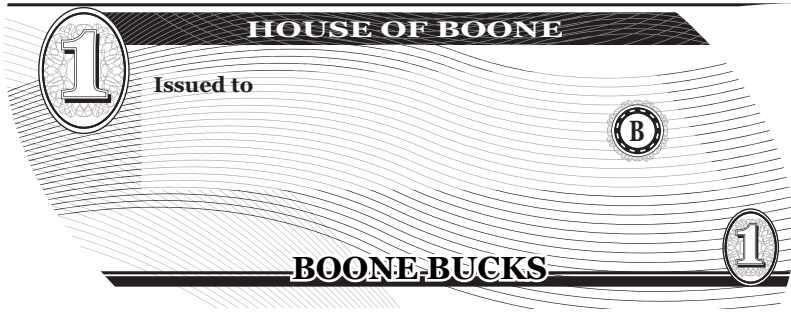 HOUSE OF BOONE
1
Issued to
B
1
BOONE BUCKS